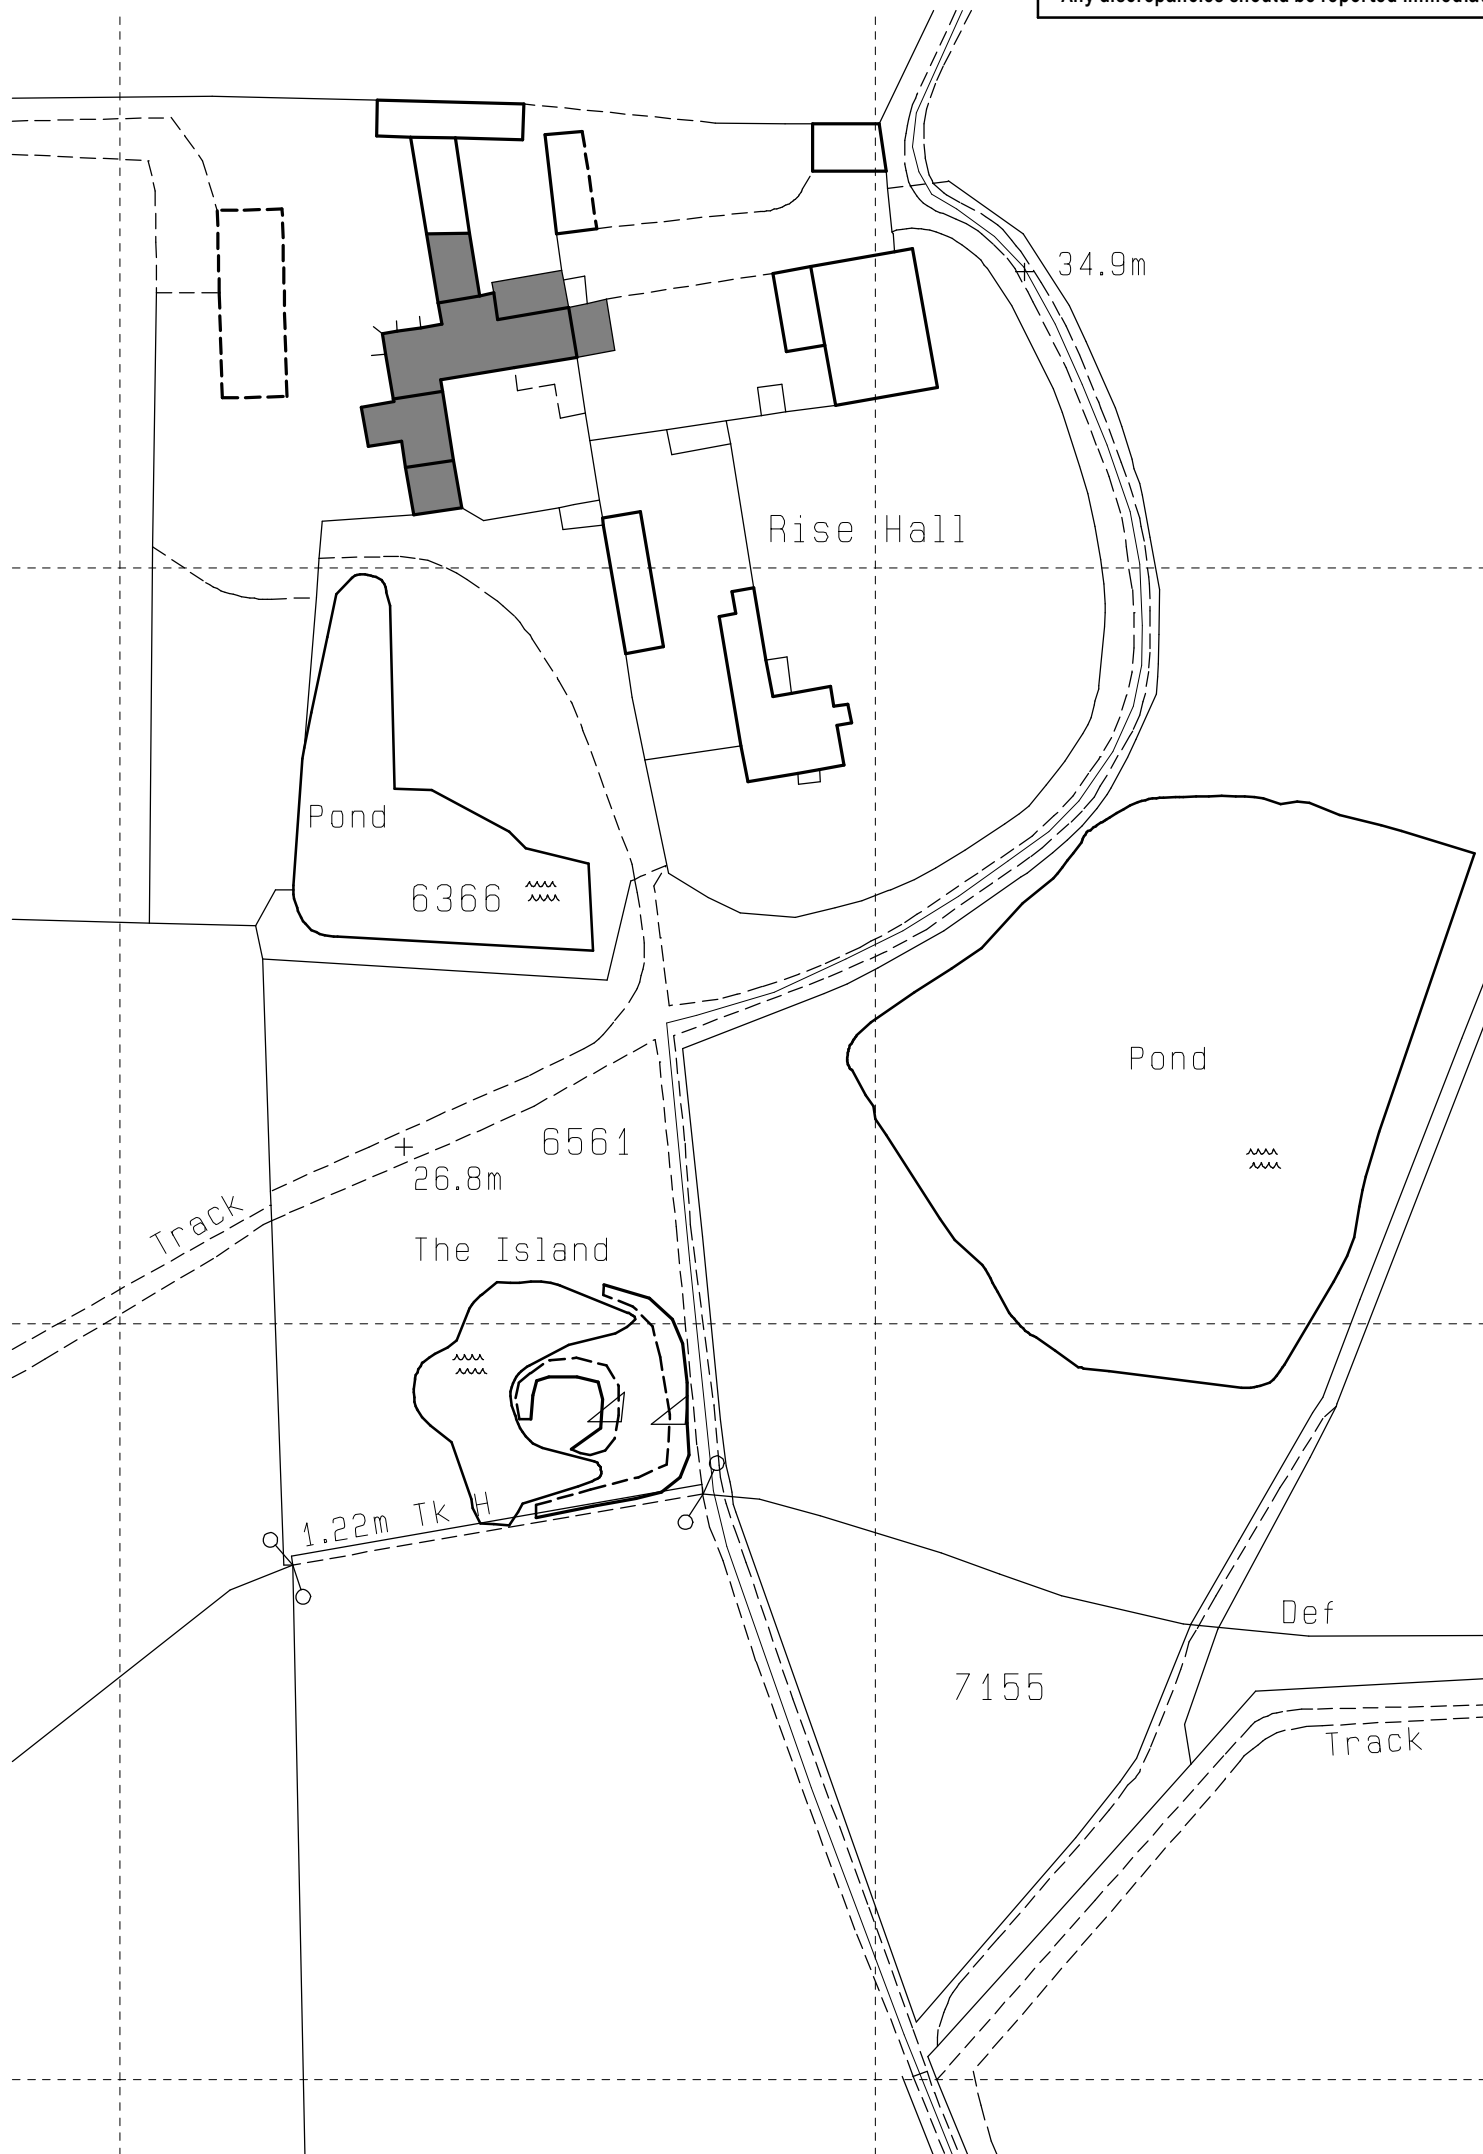 34.9m
Rise Hall
Pond
6366
Pond
6561
26.8m
Track
The Island
1.22m Tk H
Def
7155
Track